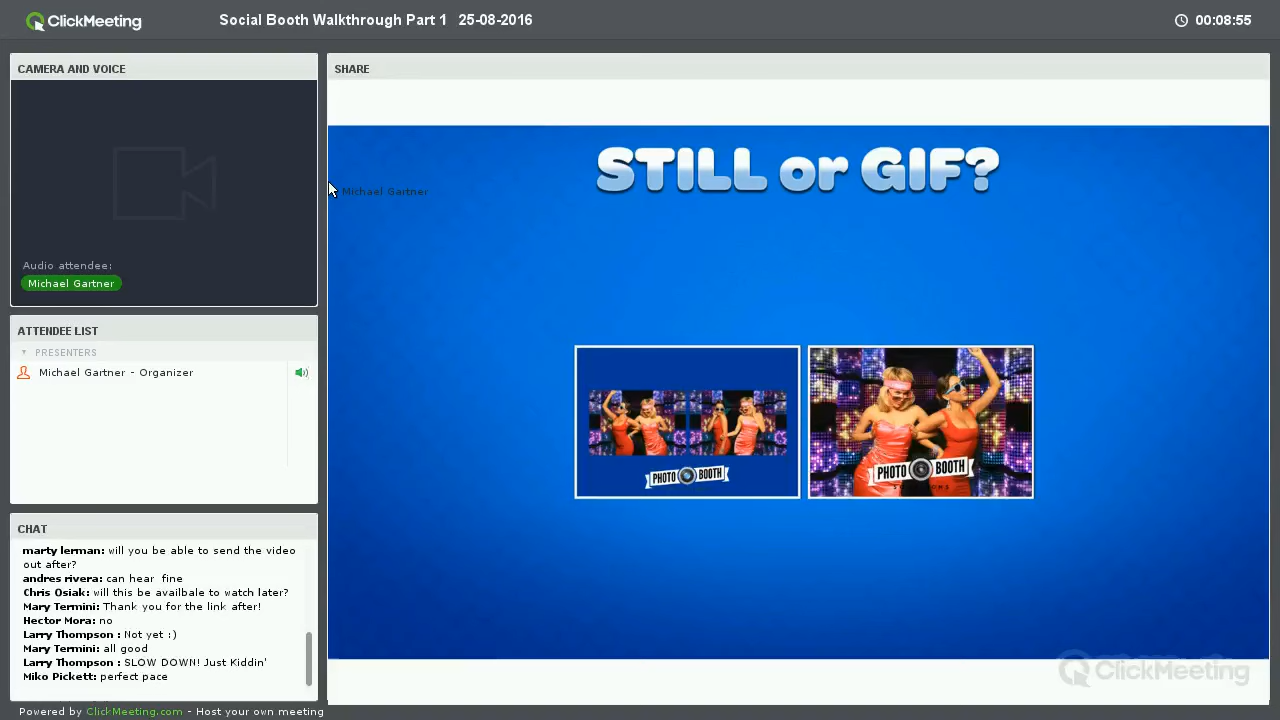 ClickMeeting
Social Booth Walkthrough Part 1 25-08-2016
00:08:55
CAMERA AND VOICE
Audio attendee:
Michael Gartner
ATTENDEE LIST
PRESENTERS
Michael Gartner - Organizer
CHAT
marty lerman: will you be able to send the video
out after?
andres rivera: can hear fine
Chris Osiak: will this be availbale to watch later?
Mary Termini: Thank you for the link after!
Hector Mora: no
Larry Thompson : Not yet :)
Mary Termini: all good
Larry Thompson : SLOW DOWN! Just Kiddin'
Miko Pickett: perfect pace
Powered by ClickMeeting.com - Host your own meeting
SHARE
STILL or GIF?
Michael Gartner
PHOTO BOOTH
PHOTO BOOTH
ClickMeeting